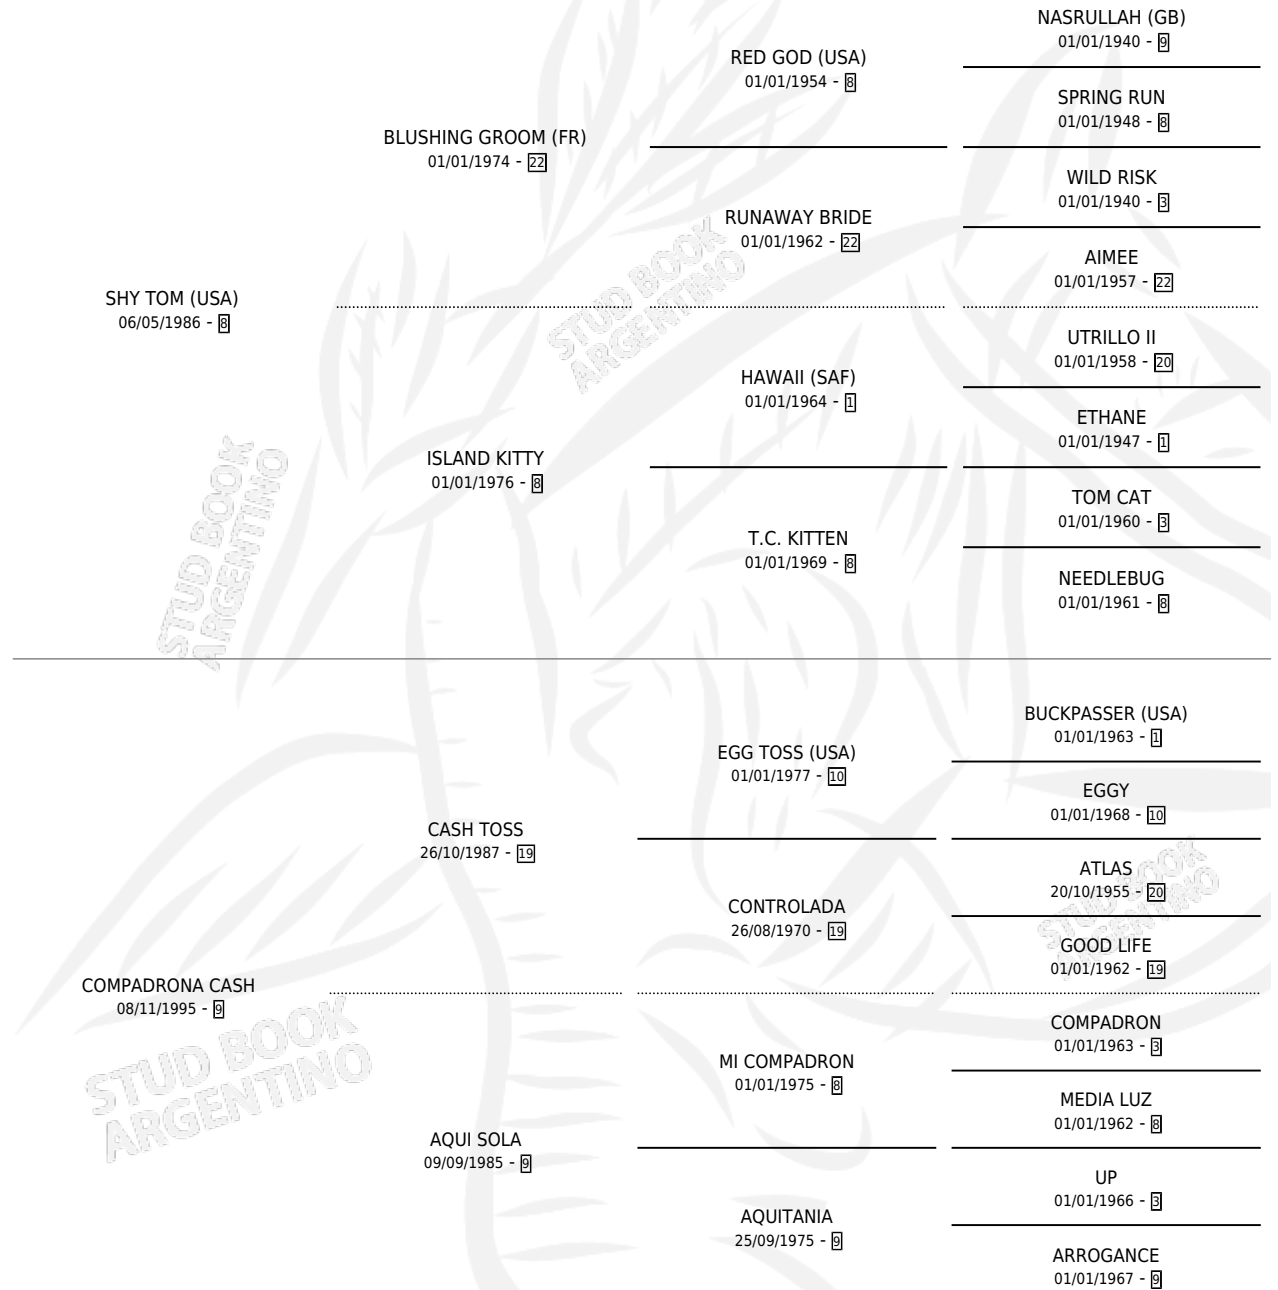 NASRULLAH (GB)
01/01/1940 - 9
RED GOD (USA)
01/01/1954 - 8
SPRING RUN
01/01/1948 - 8
BLUSHING GROOM (FR)
01/01/1974 - 22
WILD RISK
01/01/1940 - 3
RUNAWAY BRIDE
01/01/1962 - 22
AIMEE
01/01/1957 - 22
SHY TOM (USA)
06/05/1986 - 8
UTRILLO II
01/01/1958 - 20
HAWAII (SAF)
01/01/1964 - 1
ETHANE
01/01/1947 - 1
ISLAND KITTY
01/01/1976 - 8
TOM CAT
01/01/1960 - 3
T.C. KITTEN
01/01/1969 - 8
NEEDLEBUG
01/01/1961 - 8
BUCKPASSER (USA)
01/01/1963 - 1
EGG TOSS (USA)
01/01/1977 - 10
EGGY
01/01/1968 - 10
CASH TOSS
26/10/1987 - 19
ATLAS
20/10/1955 - 20
CONTROLADA
26/08/1970 - 19
GOOD LIFE
01/01/1962 - 19
COMPADRONA CASH
08/11/1995 - 9
COMPADRON
01/01/1963 - 3
MI COMPADRON
01/01/1975 - 8
MEDIA LUZ
01/01/1962 - 8
AQUI SOLA
09/09/1985 - 9
UP
01/01/1966 - 3
AQUITANIA
25/09/1975 - 9
ARROGANCE
01/01/1967 - 9
STUD BOOK
ARGENTINO
STUD BOOK
ARGENTINO
STUD BOOK
ARGENTINO
STUD BOOK
ARGENTINO